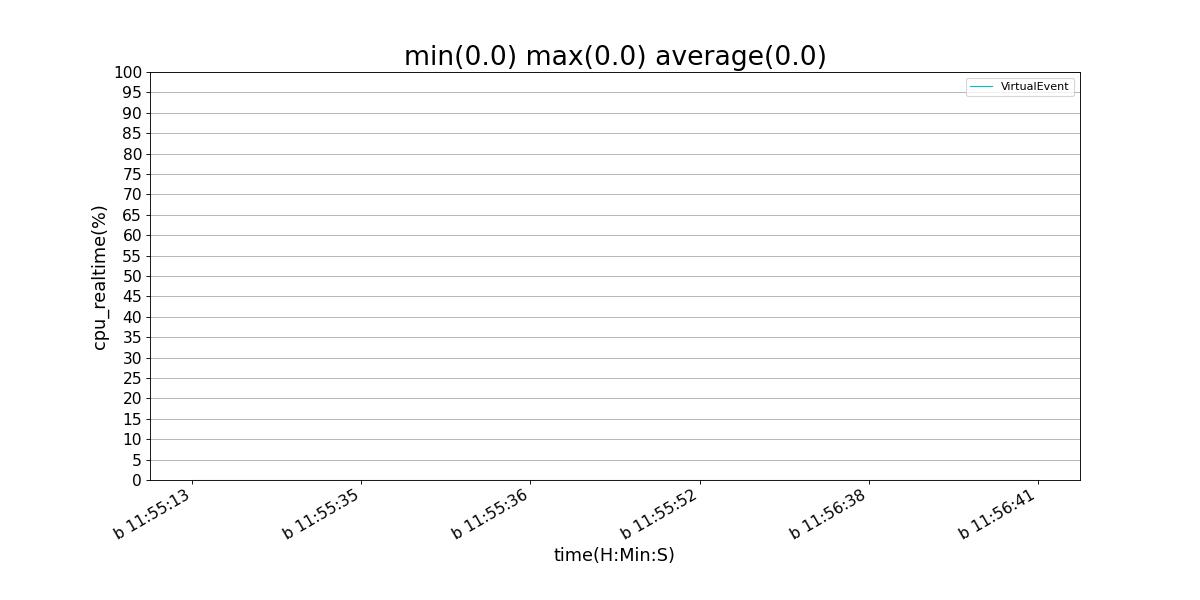 min(0.0) max(0.0) average(0.0)
VirtualEvent
cpu_realtime(%)
100
95
90
85
80
75
70
65
60
55
50
45
40
35
30
25
20
15
10
5
0
b 11:55:13
b 11:55:35
b 11:55:36
b 11:55:52
b 11:56:38
b 11:56:41
time(H:Min:S)